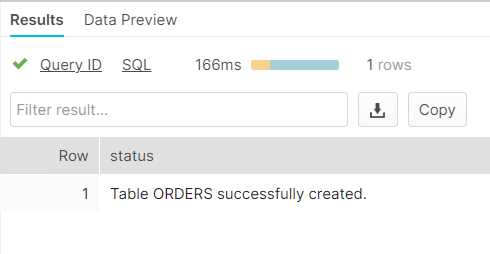 Results Data Preview
Query ID SQL 166ms 1 rows
Filter result... Copy
Row status
1 Table ORDERS successfully created.